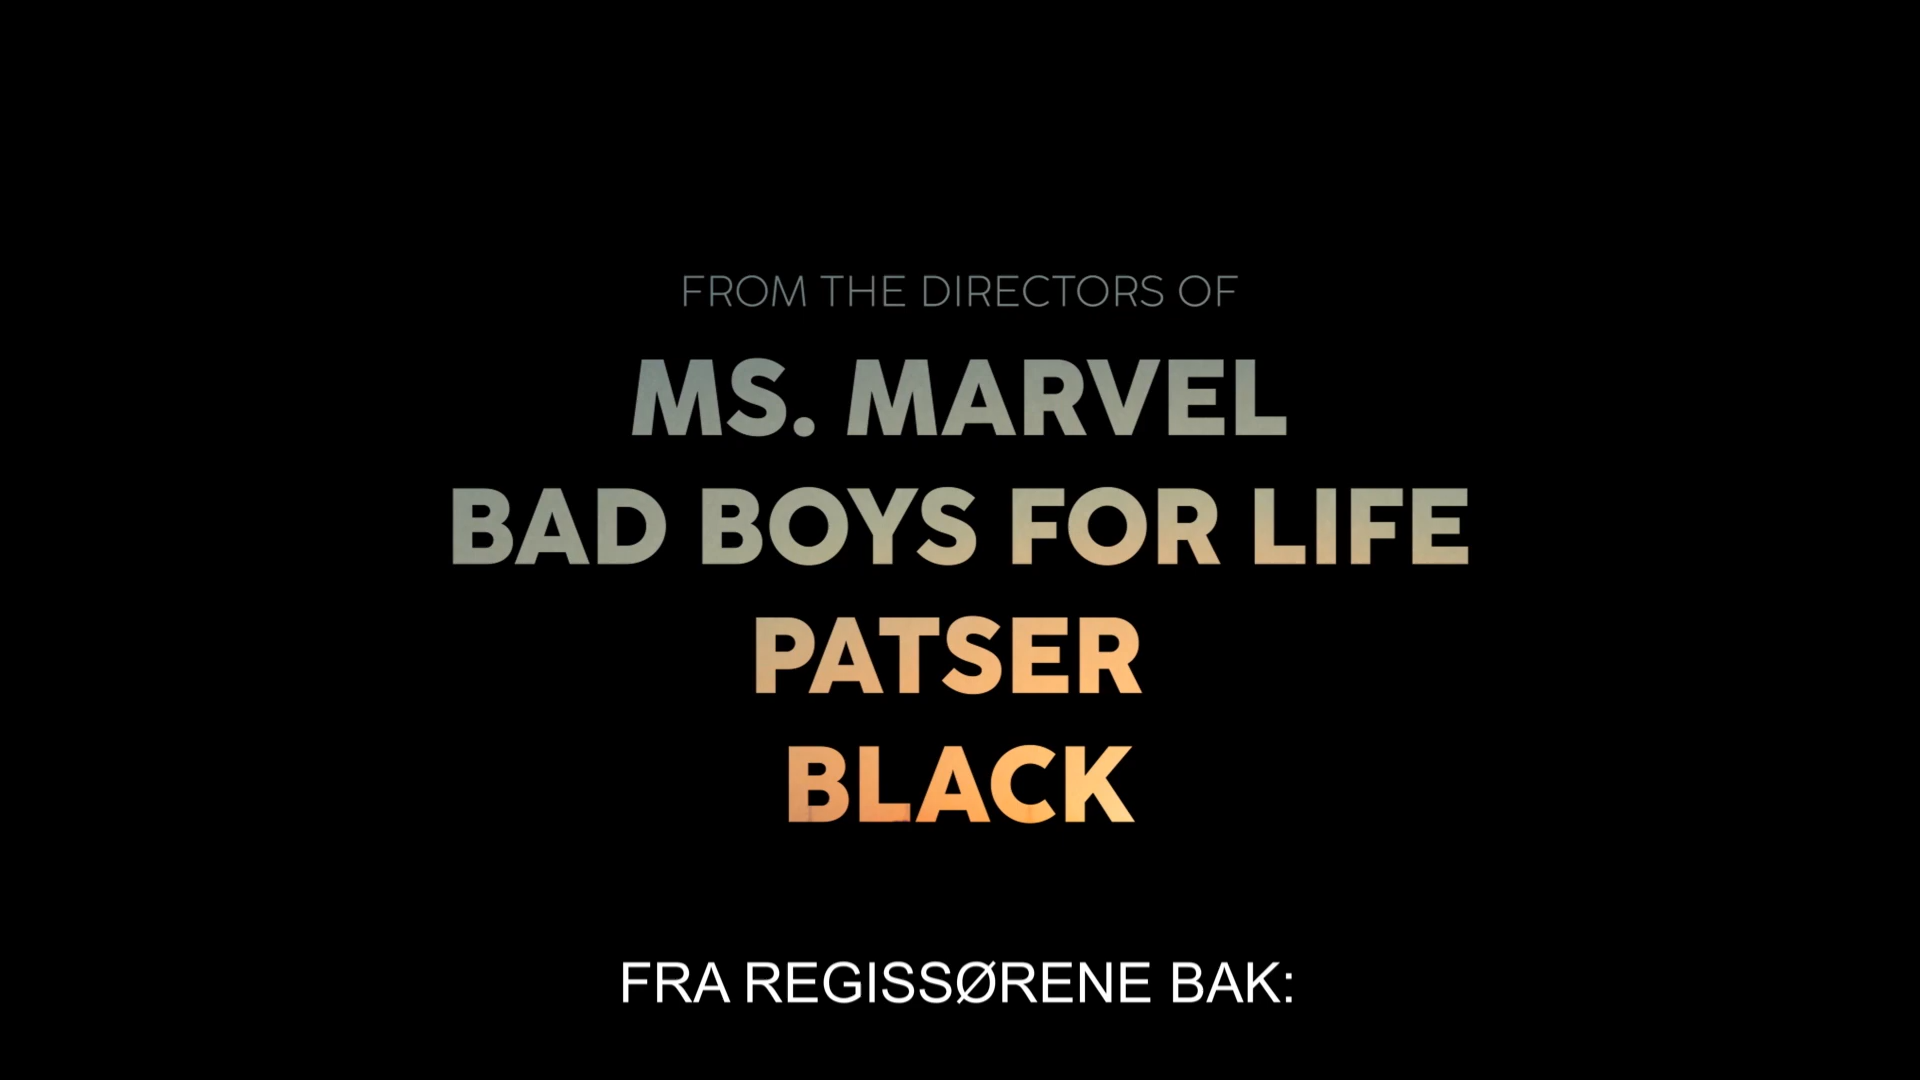 FROM THE DIRECTORS OF
MS. MARVEL
BAD BOYS FOR LIFE
PATSER
BLACK
FRA REGISSØRENE BAK: